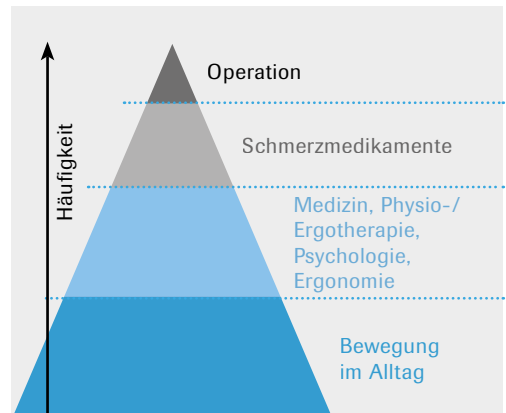 Operation
Häufigkeit
Schmerzmedikamente
Medizin, Physio-/
Ergotherapie,
Psychologie,
Ergonomie
Bewegung
im Alltag